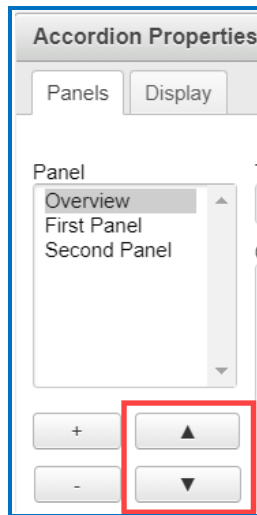 Accordion Properties
Panels Display
Panel
Overview
First Panel
Second Panel
+ ▲
- ▼